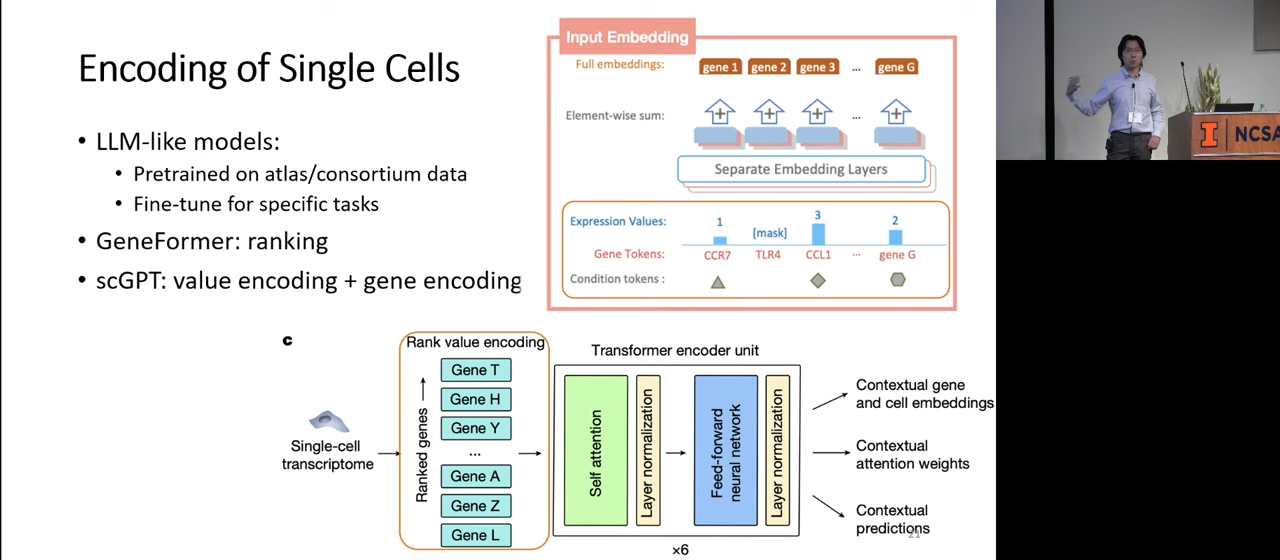 Encoding of Single Cells
• LLM-like models:
• Pretrained on atlas/consortium data
• Fine-tune for specific tasks
• GeneFormer: ranking
• scGPT: value encoding + gene encoding
Input Embedding
Full embeddings: gene 1 gene 2 gene 3 ... gene G
Element-wise sum: + + + ... +
Separate Embedding Layers
Expression Values: 1 [mask] 3 2
Gene Tokens: CCR7 TLR4 CCL1 ... gene G
Condition tokens :
I NCSA
c
Rank value encoding
Ranked genes
Gene T
Gene H
Gene Y
...
Gene A
Gene Z
Gene L
Single-cell
transcriptome
Transformer encoder unit
Self attention
Layer normalization
Feed-forward
neural network
Layer normalization
×6
Contextual gene
and cell embeddings
Contextual
attention weights
Contextual
predictions
21